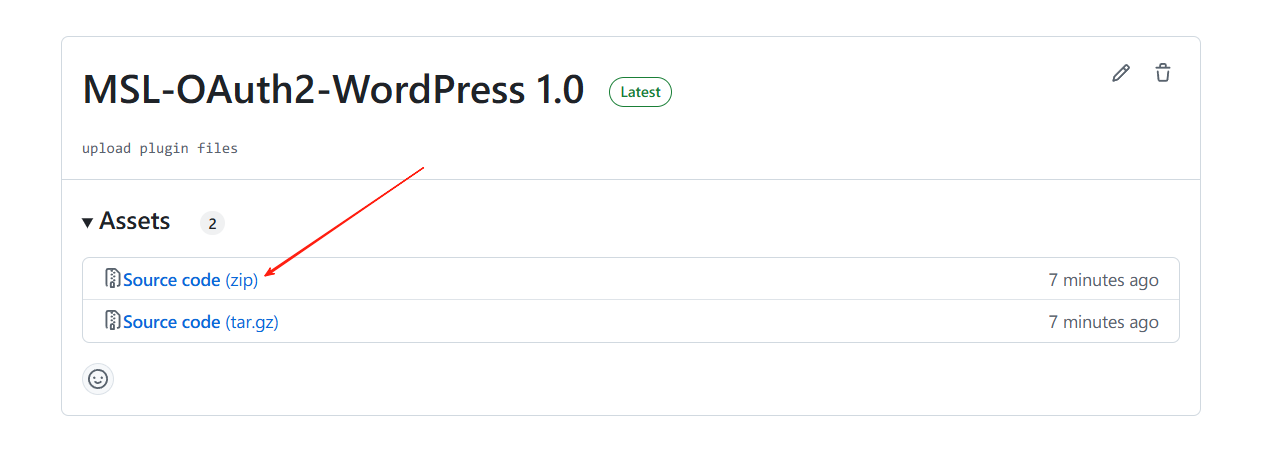 MSL-OAuth2-WordPress 1.0 Latest
upload plugin files
Assets 2
Source code (zip) 7 minutes ago
Source code (tar.gz) 7 minutes ago